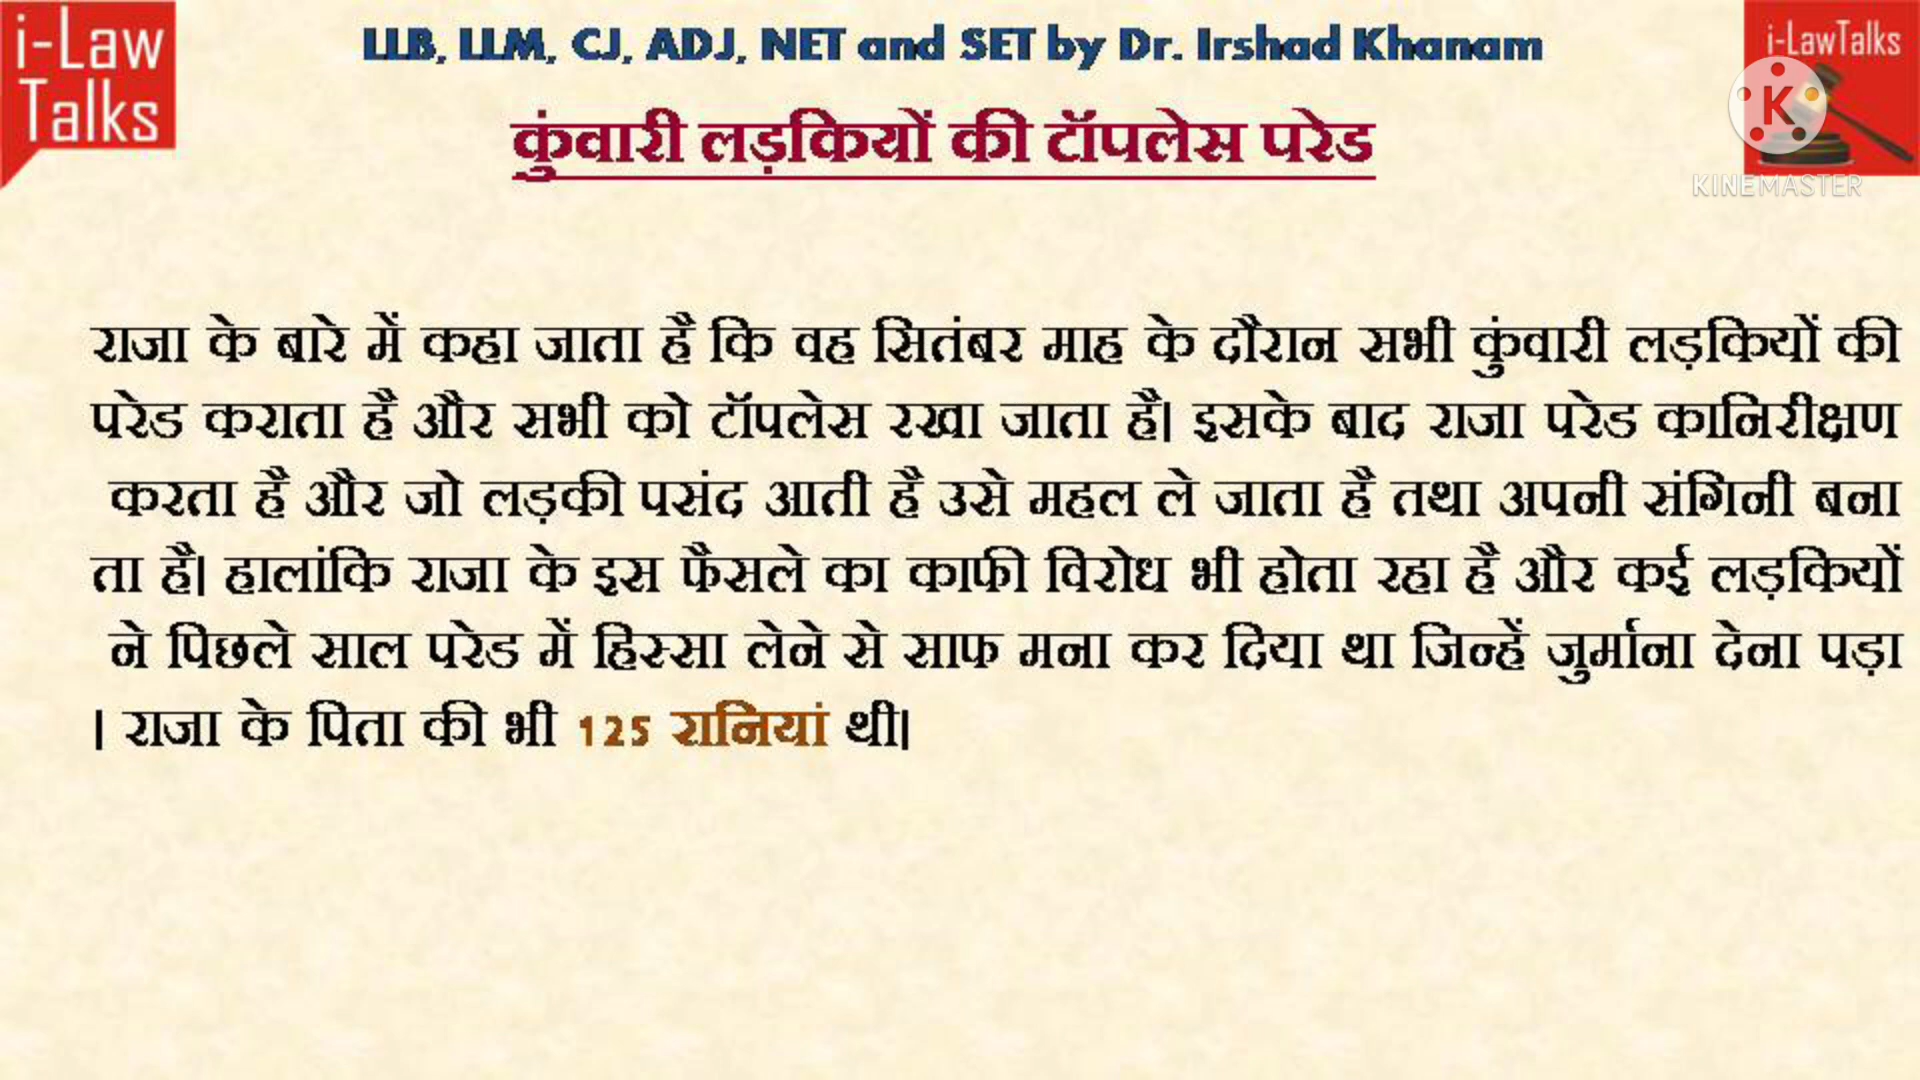 i-Law
Talks
LLB, LLM, CJ, ADJ, NET and SET by Dr. Irshad Khanam
i-LawTalks
K
KINEMASTER
कुंवारी लड़कियों की टॉपलेस परेड
राजा के बारे में कहा जाता है कि वह सितंबर माह के दौरान सभी कुंवारी लड़कियों की
परेड कराता है और सभी को टॉपलेस रखा जाता है। इसके बाद राजा परेड कानिरीक्षण
करता है और जो लड़की पसंद आती है उसे महल ले जाता है तथा अपनी संगिनी बना
ता है। हालांकि राजा के इस फैसले का काफी विरोध भी होता रहा है और कई लड़कियों
ने पिछले साल परेड में हिस्सा लेने से साफ मना कर दिया था जिन्हें जुर्माना देना पड़ा
। राजा के पिता की भी 125 रानियां थी।